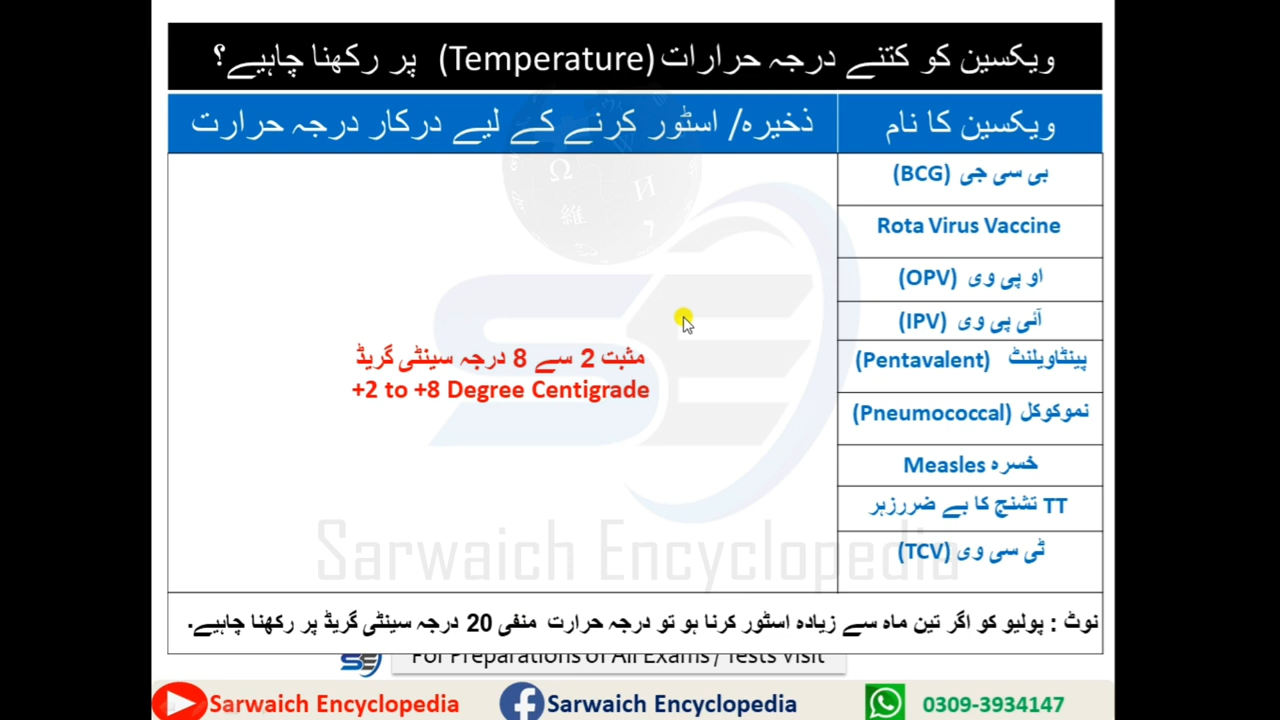 ویکسین کو کتنے درجہ حرارات (Temperature) پر رکھنا چاہیے؟
ویکسین کا نام
ذخیرہ/ اسٹور کرنے کے لیے درکار درجہ حرارت
بی سی جی (BCG)
Rota Virus Vaccine
او پی وی (OPV)
آئی پی وی (IPV)
پینٹاویلنٹ (Pentavalent)
نموکوکل (Pneumococcal)
خسرہ Measles
TT تشنج کا بے ضررزہر
ٹی سی وی (TCV)
مثبت 2 سے 8 درجہ سینٹی گریڈ
+2 to +8 Degree Centigrade
Sarwaich Encyclopedia
نوٹ : پولیو کو اگر تین ماہ سے زیادہ اسٹور کرنا ہو تو درجہ حرارت منفی 20 درجہ سینٹی گریڈ پر رکھنا چاہیے۔
SE For Preparations of All Exams / Tests Visit
Sarwaich Encyclopedia Sarwaich Encyclopedia 0309-3934147